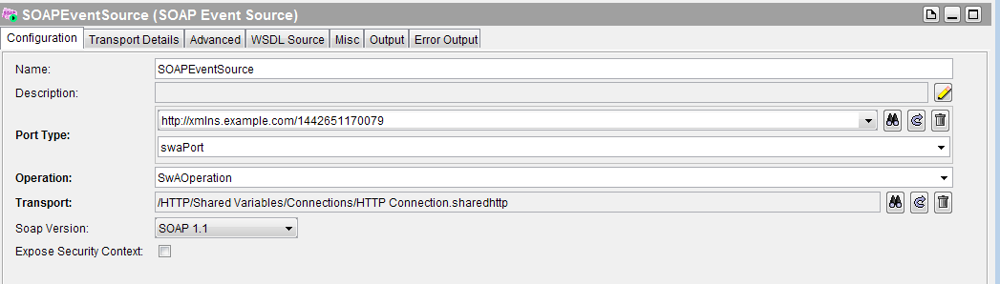 SOAPEventSource (SOAP Event Source)
Configuration Transport Details Advanced WSDL Source Misc Output Error Output
Name: SOAPEventSource
Description:
Port Type: http://xmlns.example.com/1442651170079
swaPort
Operation: SwAOperation
Transport: /HTTP/Shared Variables/Connections/HTTP Connection.sharedhttp
Soap Version: SOAP 1.1
Expose Security Context: